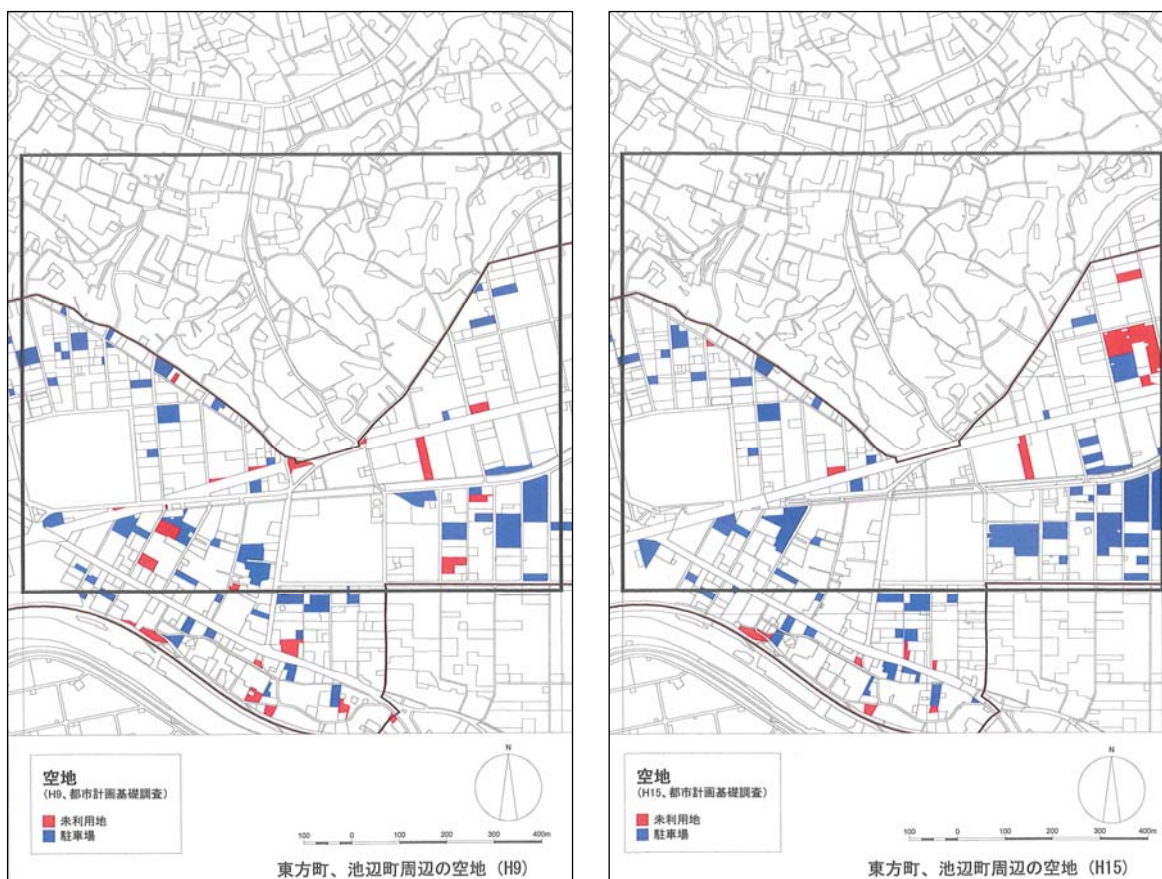 空地
(H9、都市計画基礎調査)
未利用地
駐車場
N
100 0 100 200 300 400m
東方町、池辺町周辺の空地 (H9)
空地
(H15、都市計画基礎調査)
未利用地
駐車場
N
100 0 100 200 300 400m
東方町、池辺町周辺の空地 (H15)